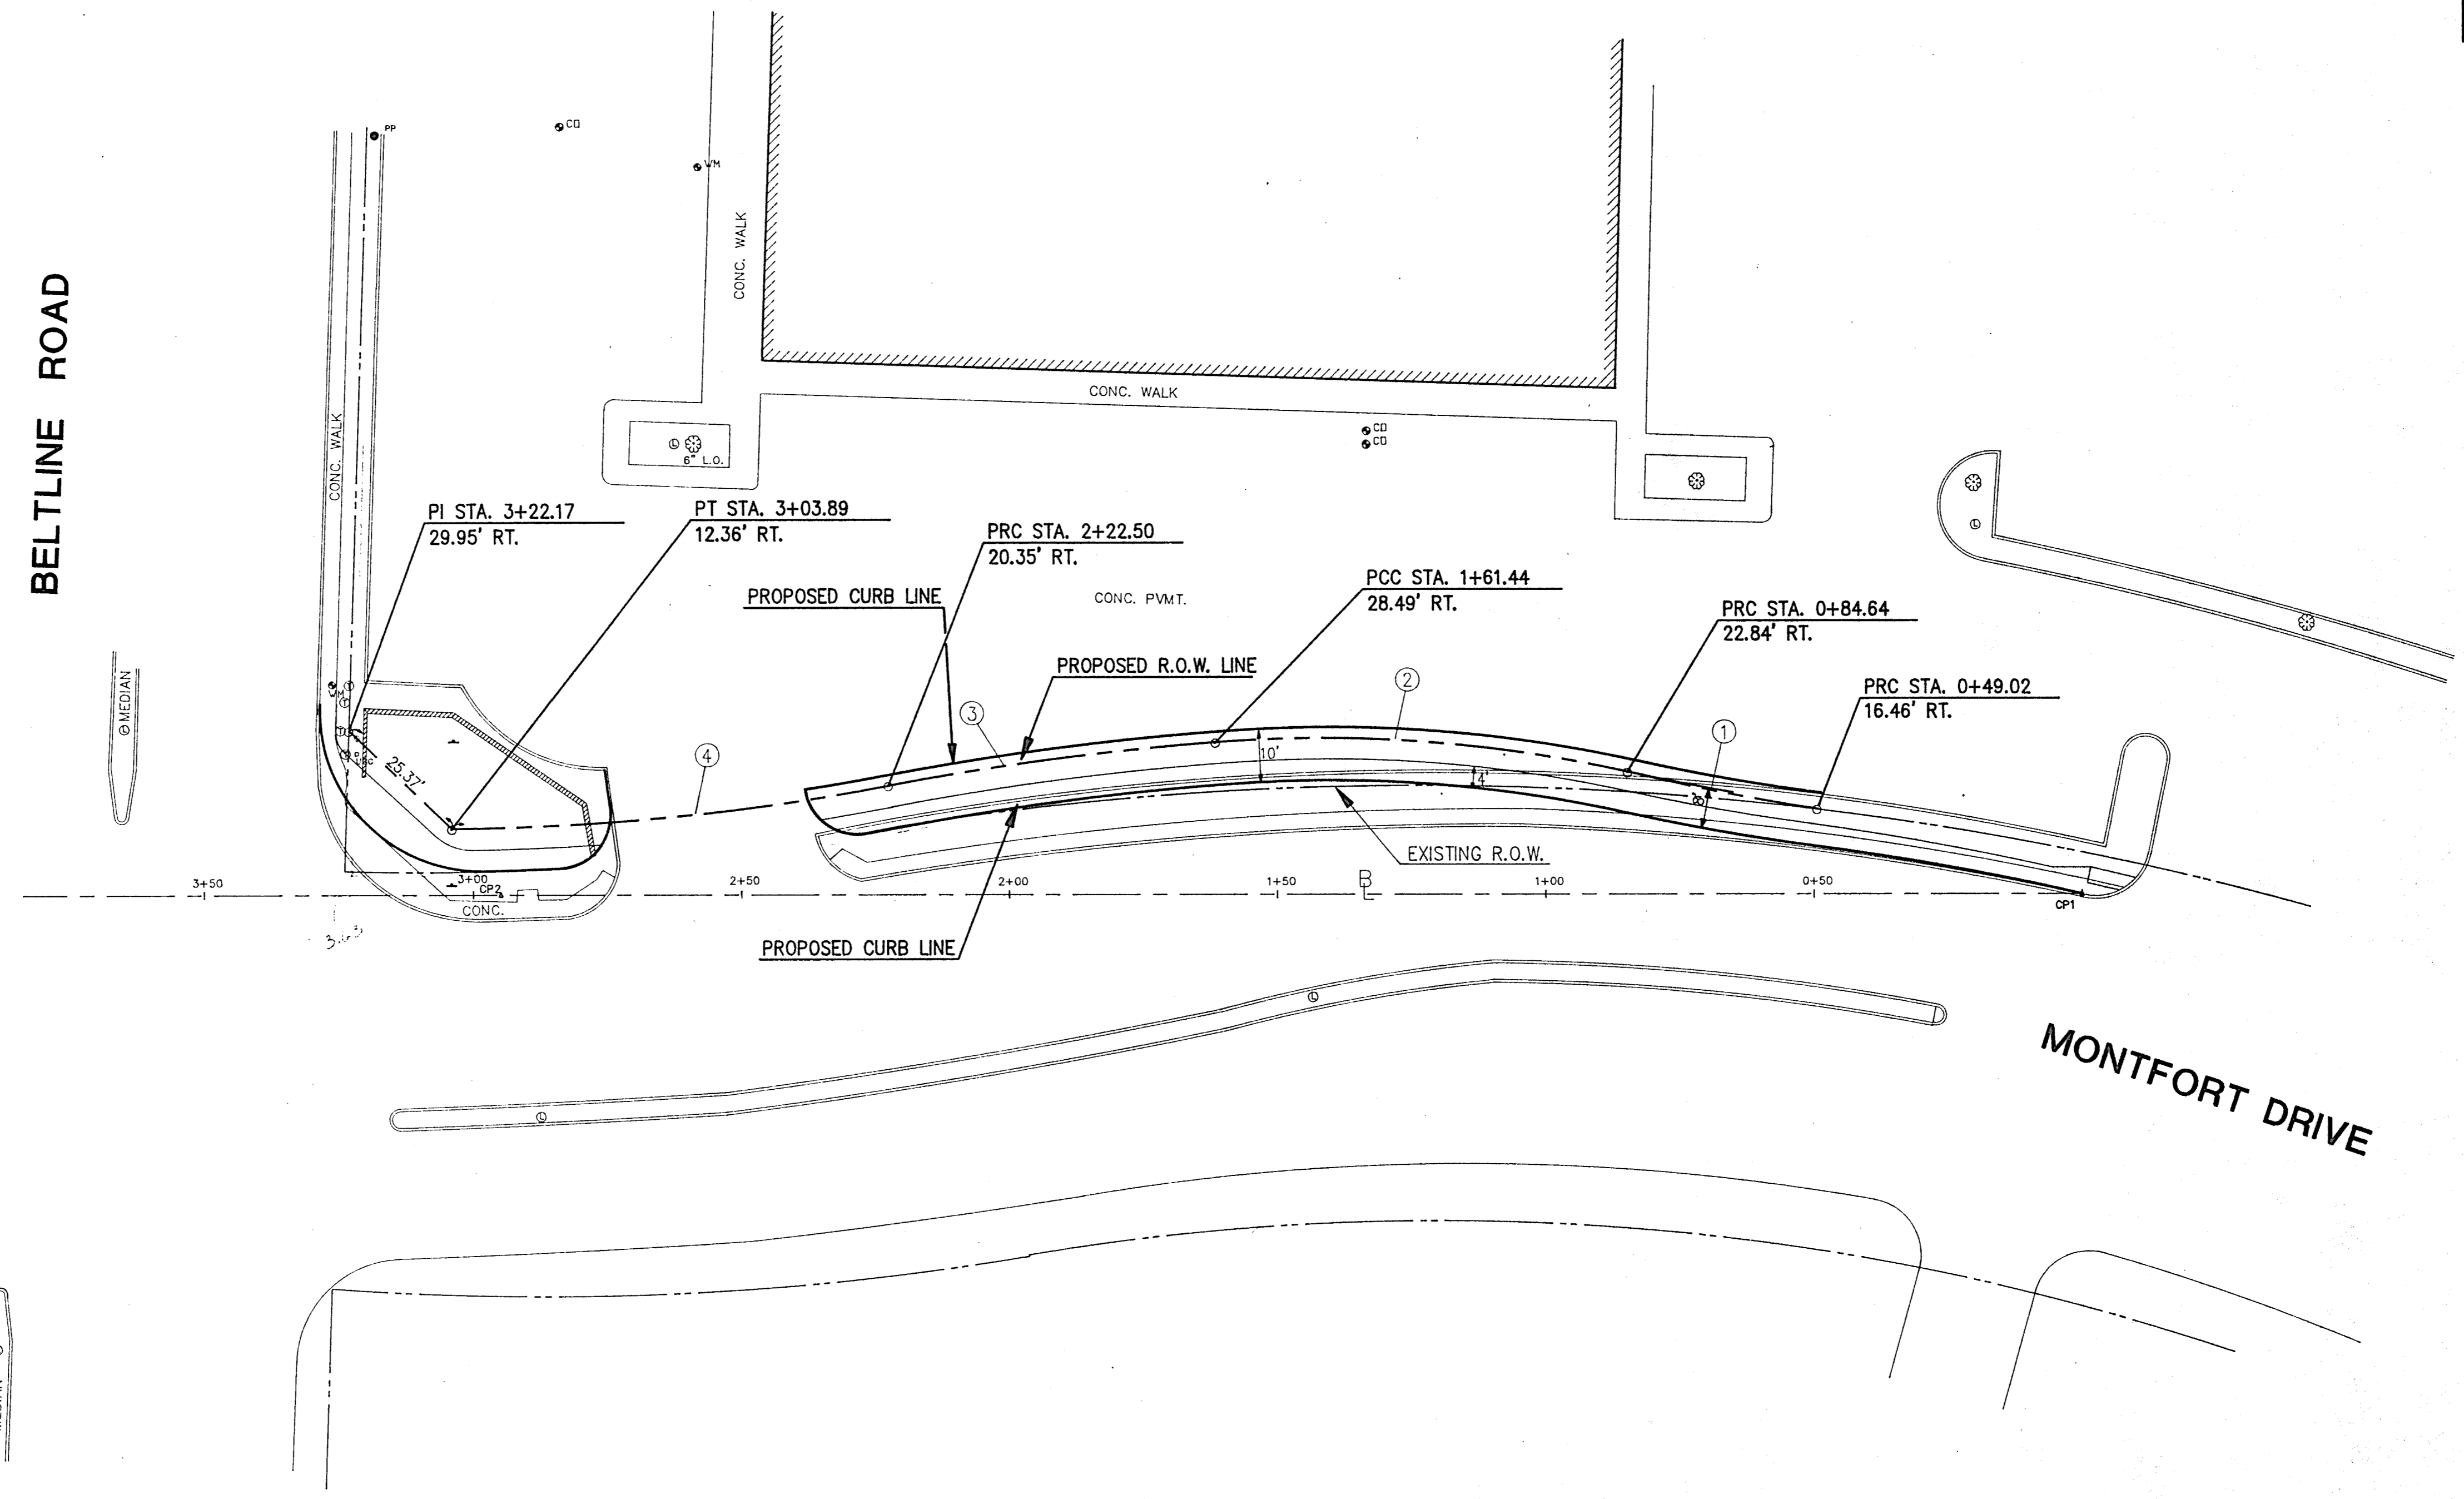 PP
CO
WM
CONC. WALK
BELTLINE ROAD
CONC. WALK
CONC. WALK
CO
CO
L
6" L.O.
L
PI STA. 3+22.17
29.95' RT.
PT STA. 3+03.89
12.36' RT.
PRC STA. 2+22.50
20.35' RT.
PCC STA. 1+61.44
28.49' RT.
PRC STA. 0+84.64
22.84' RT.
PRC STA. 0+49.02
16.46' RT.
PROPOSED CURB LINE
CONC. PVMT.
PROPOSED R.O.W. LINE
MEDIAN
WM
T
T
T
25.37'
4
3
2
1
10'
4'
EXISTING R.O.W.
3+50
3+00
CP2
CONC.
2+50
2+00
1+50
B
L
1+00
0+50
CP1
3.63
PROPOSED CURB LINE
L
L
MONTFORT DRIVE